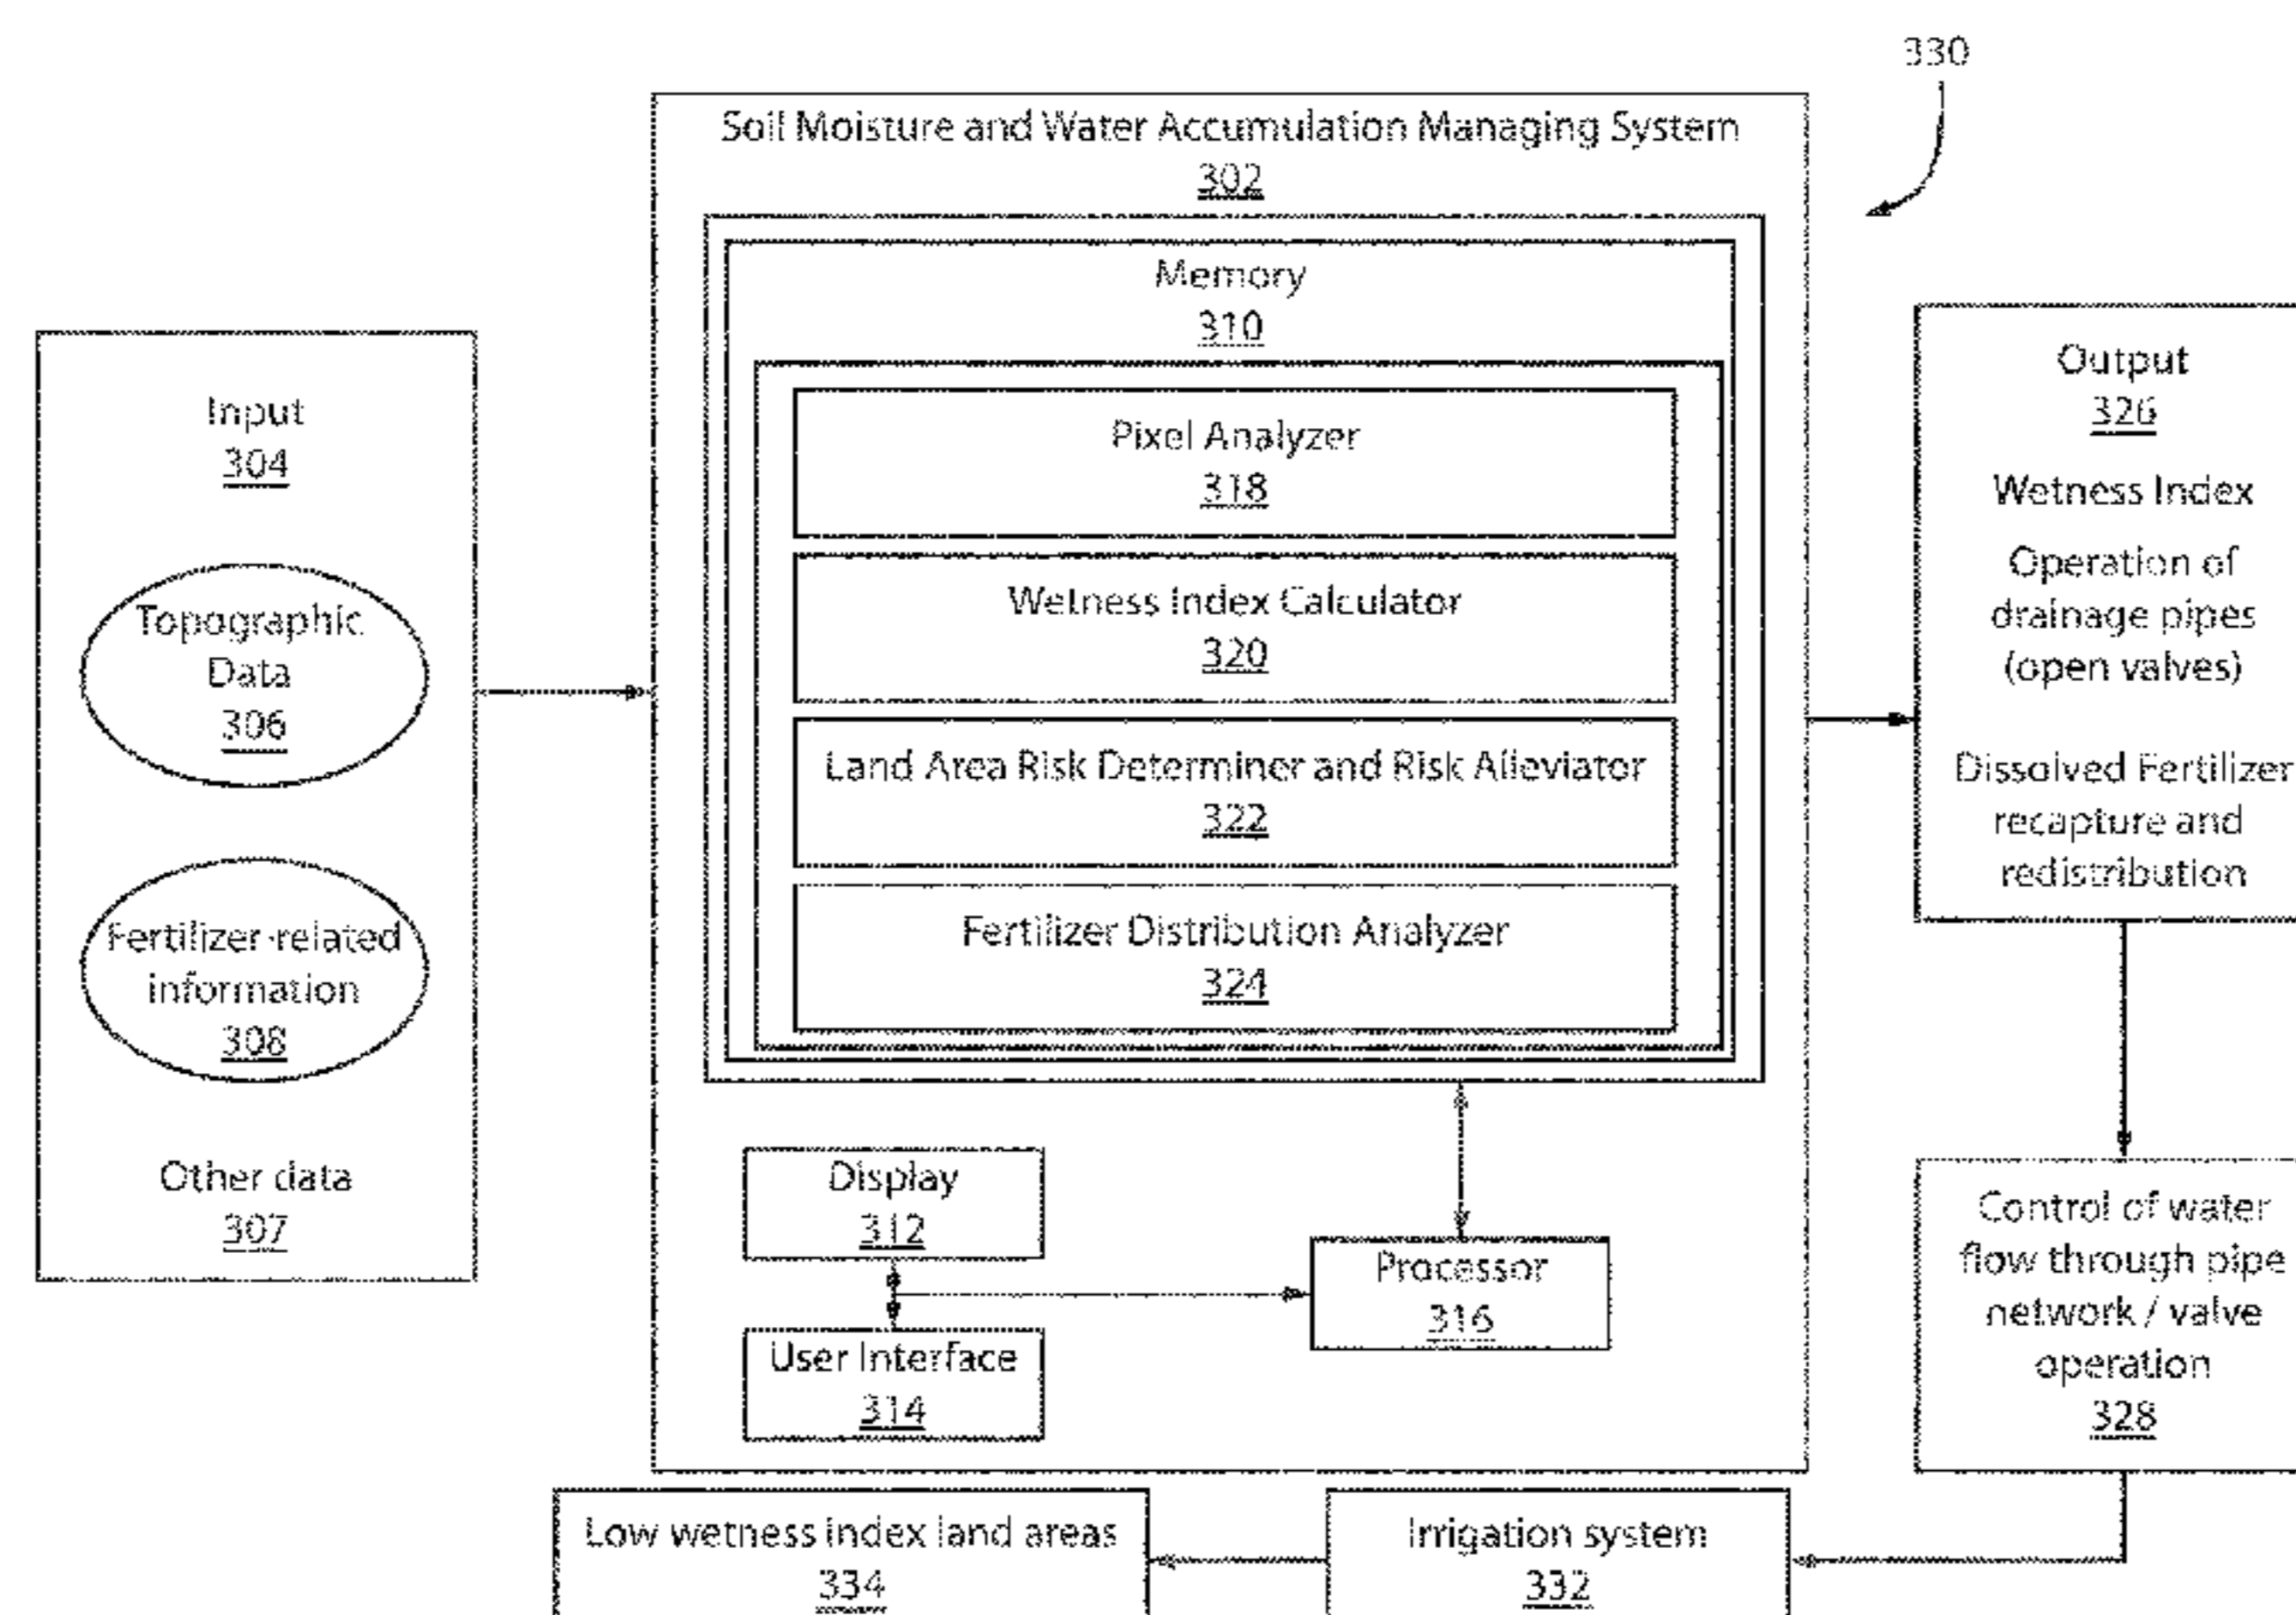 330
Soil Moisture and Water Accumulation Managing System
302
Memory
310
Input
304
Topographic
Data
306
Fertilizer-related
information
308
Other data
307
Pixel Analyzer
318
Wetness Index Calculator
320
Land Area Risk Determiner and Risk Alleviator
322
Fertilizer Distribution Analyzer
324
Display
312
User Interface
314
Processor
316
Output
326
Wetness Index
Operation of
drainage pipes
(open valves)
Dissolved Fertilizer
recapture and
redistribution
Control of water
flow through pipe
network / valve
operation
328
Irrigation system
332
Low wetness index land areas
334